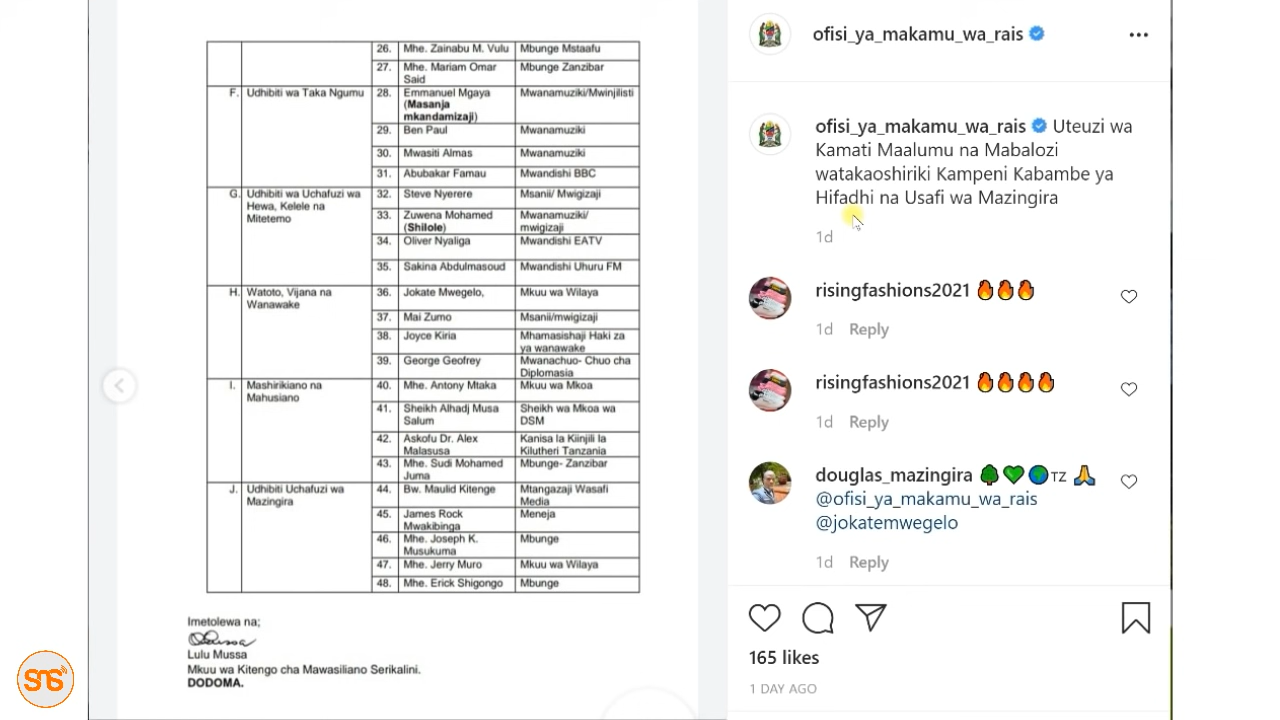 26. Mhe. Zainabu M. Vulu Mbunge Mstaafu
27. Mhe. Mariam Omar Mbunge Zanzibar
Said
F. Udhibiti wa Taka Ngumu 28. Emmanuel Mgaya Mwanamuziki/Mwinjilisti
(Masanja
mkandamizaji)
29. Ben Paul Mwanamuziki
30. Mwasiti Almas Mwanamuziki
31. Abubakar Famau Mwandishi BBC
G. Udhibiti wa Uchafuzi wa 32. Steve Nyerere Msanii/ Mwigizaji
Hewa, Kelele na
Mitetemo
33. Zuwena Mohamed Mwanamuziki/
(Shilole) mwigizaji
34. Oliver Nyaliga Mwandishi EATV
35. Sakina Abdulmasoud Mwandishi Uhuru FM
H. Watoto, Vijana na 36. Jokate Mwegelo, Mkuu wa Wilaya
Wanawake
37. Mai Zumo Msanii/mwigizaji
38. Joyce Kiria Mhamasishaji Haki za
ya wanawake
39. George Geofrey Mwanachuo- Chuo cha
Diplomasia
I. Mashirikiano na 40. Mhe. Antony Mtaka Mkuu wa Mkoa
Mahusiano
41. Sheikh Alhadj Musa Sheikh wa Mkoa wa
Salum DSM
42. Askofu Dr. Alex Kanisa la Kiinjili la
Malasusa Kilutheri Tanzania
43. Mhe. Sudi Mohamed Mbunge- Zanzibar
Juma
J. Udhibiti Uchafuzi wa 44. Bw. Maulid Kitenge Mtangazaji Wasafi
Mazingira Media
45. James Rock Meneja
Mwakibinga
46. Mhe. Joseph K. Mbunge
Musukuma
47. Mhe. Jerry Muro Mkuu wa Wilaya
48. Mhe. Erick Shigongo Mbunge
Imetolewa na;
Lulu Mussa
Mkuu wa Kitengo cha Mawasiliano Serikalini.
DODOMA.
SNS
ofisi_ya_makamu_wa_rais
ofisi_ya_makamu_wa_rais Uteuzi wa
Kamati Maalumu na Mabalozi
watakaoshiriki Kampeni Kabambe ya
Hifadhi na Usafi wa Mazingira
1d
risingfashions2021 🔥🔥🔥
1d Reply
risingfashions2021 🔥🔥🔥🔥
1d Reply
douglas_mazingira 🌳💚🌍TZ 🙏
@ofisi_ya_makamu_wa_rais
@jokatemwegelo
1d Reply
165 likes
1 DAY AGO